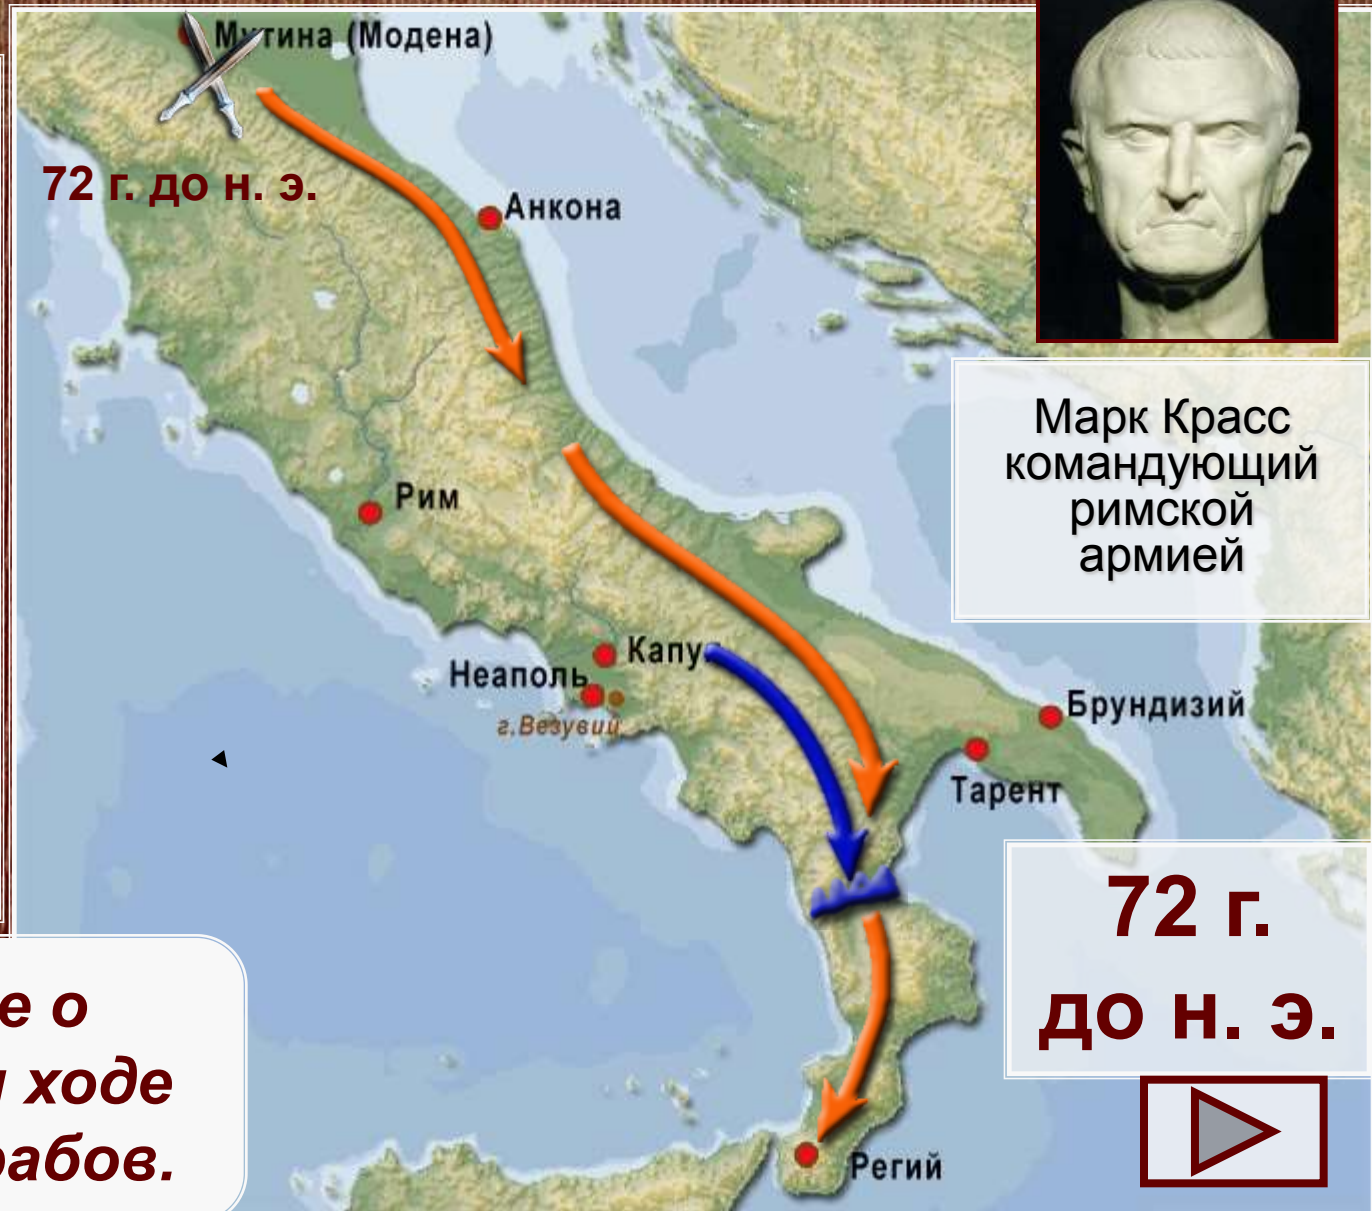 Мутина (Модена)
72 г. до н. э.
Анкона
Марк Красс
командующий
римской
армией
Рим
Капу
Неаполь
г.Везувий
Брундизий
Тарент
72 г.
до н. э.
е о
ходе
рабов.
Регий